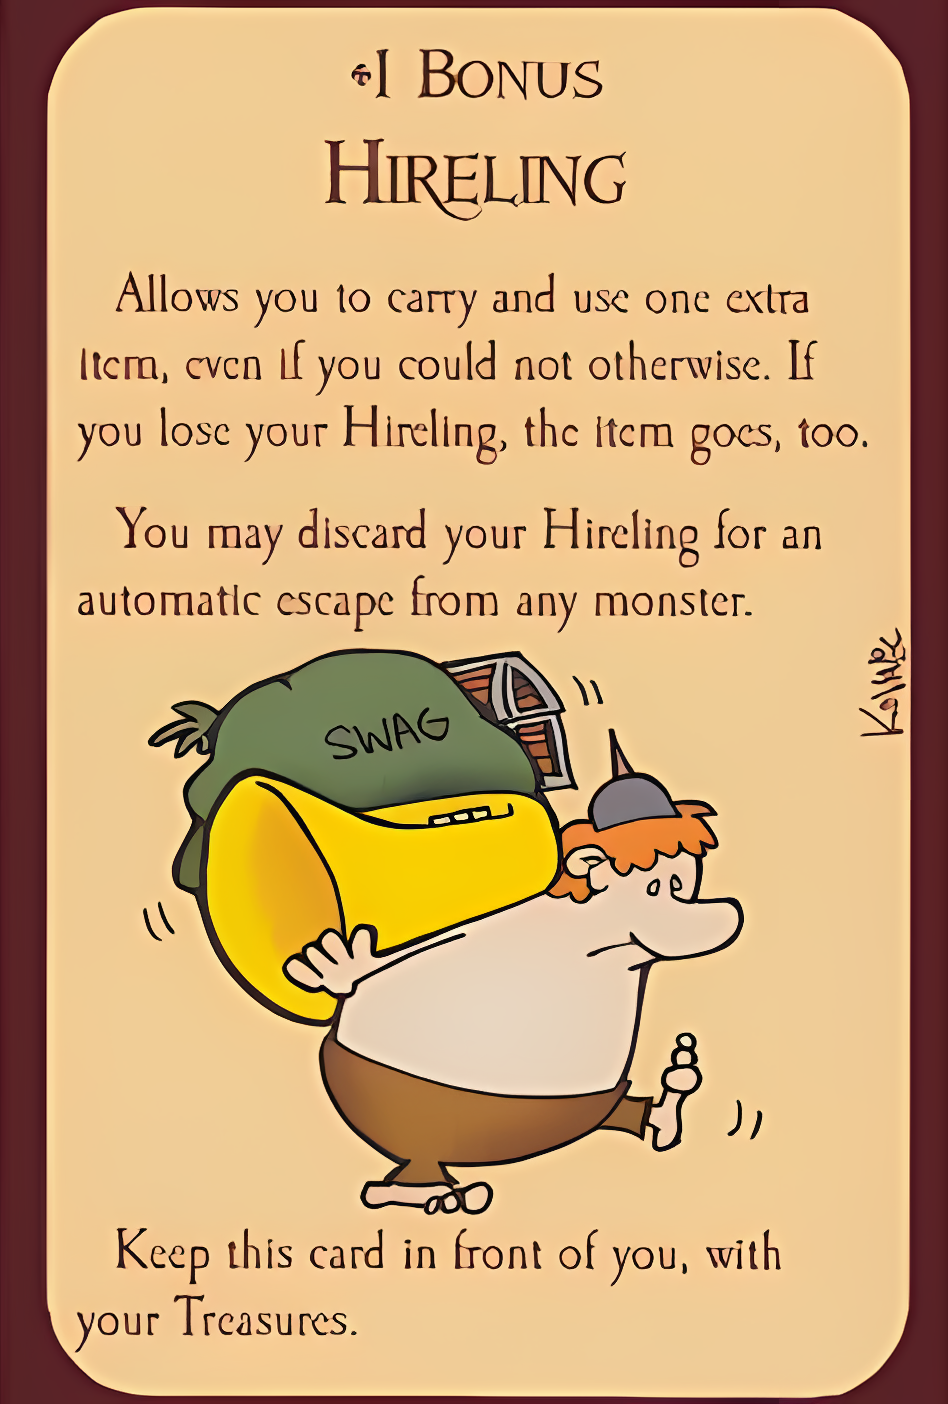 +1 Bonus
Hireling
Allows you to carry and use one extra
item, even if you could not otherwise. If
you lose your Hireling, the item goes, too.
You may discard your Hireling for an
automatic escape from any monster.
SWAG
Kovalic
Keep this card in front of you, with
your Treasures.